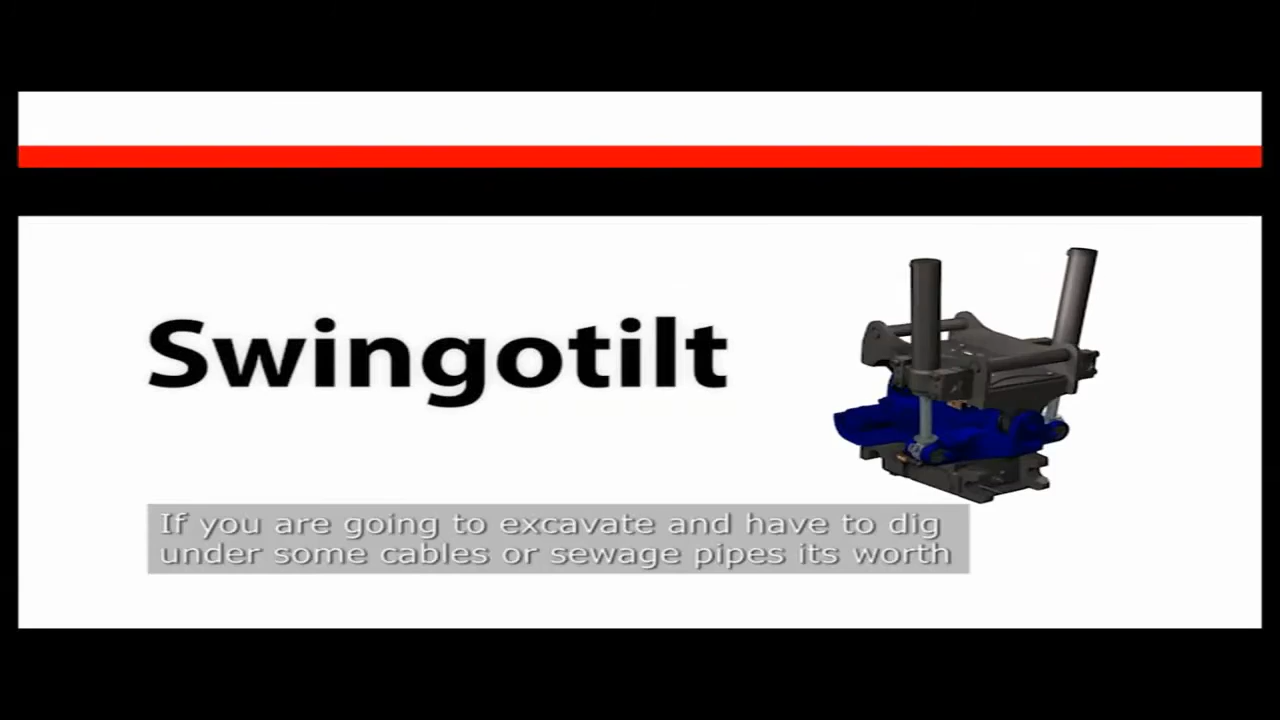 Swingotilt
If you are going to excavate and have to dig
under some cables or sewage pipes its worth